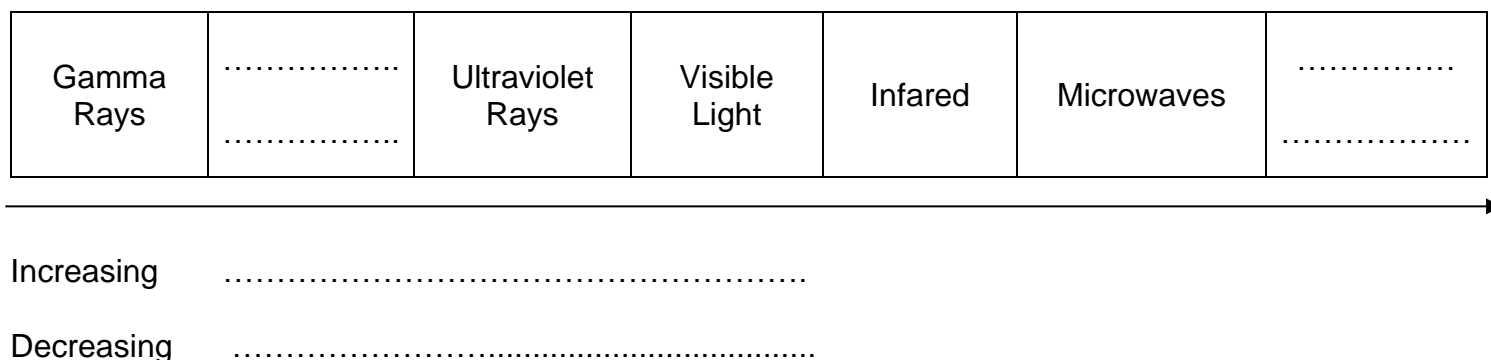 Gamma Rays
……………..
……………..
Ultraviolet Rays
Visible Light
Infared
Microwaves
……………
………………
Increasing ………………………………………………
Decreasing …………………….....................................